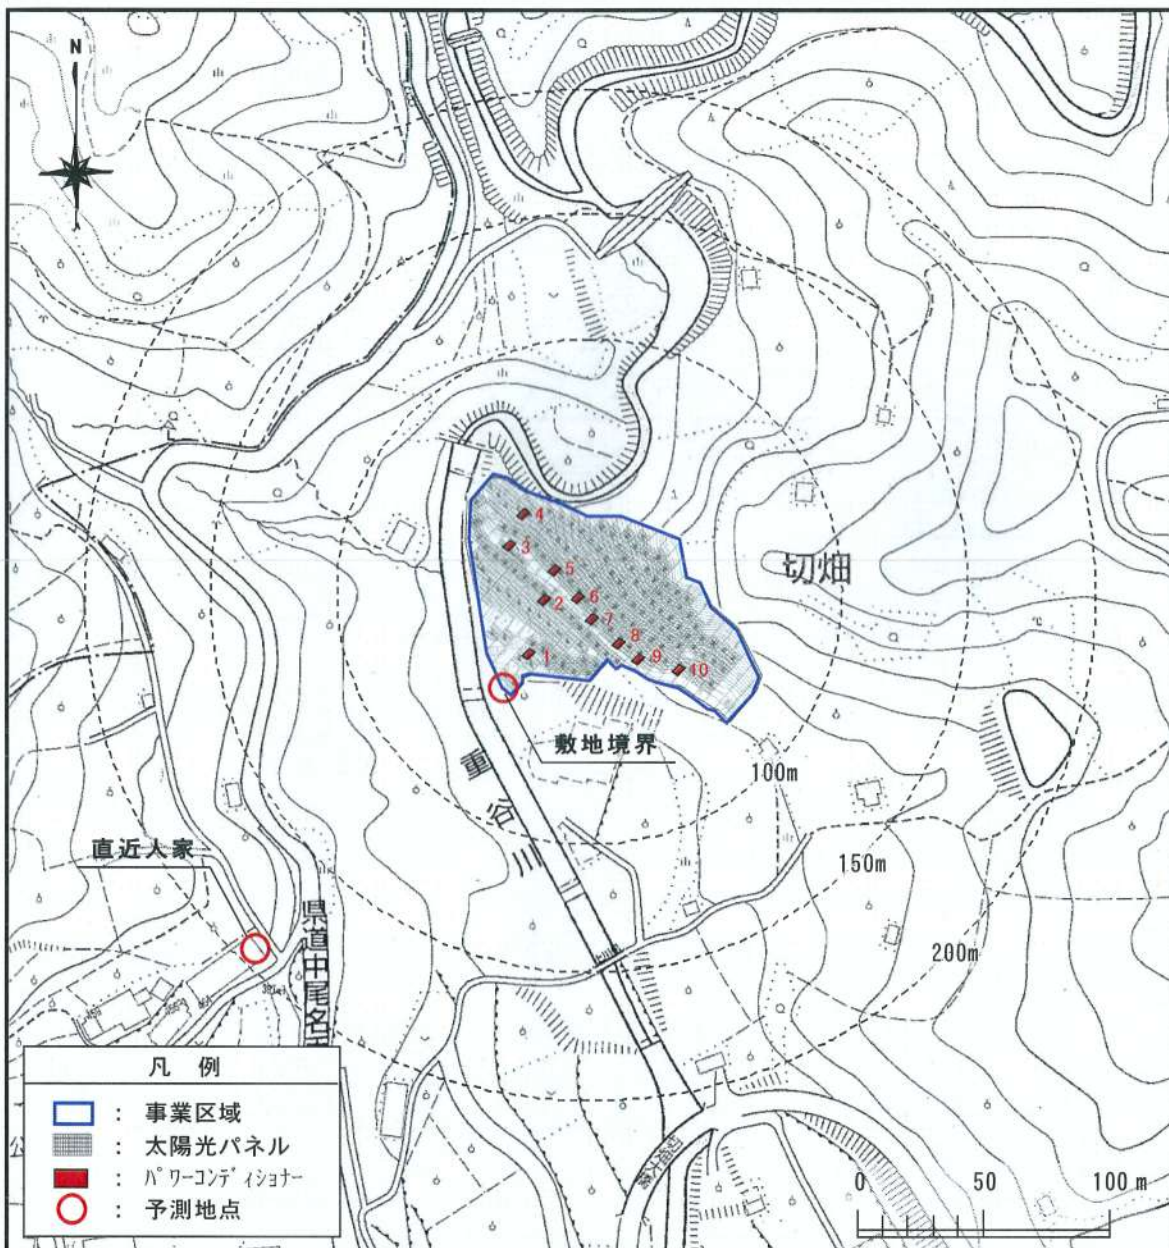 N
4
3
5
2
6
7
8
9
1
10
切畑
敷地境界
重谷川
100m
150m
200m
直近人家
県道中尾名
凡 例
： 事業区域
： 太陽光パネル
： パワーコンディショナー
： 予測地点
0 50 100 m